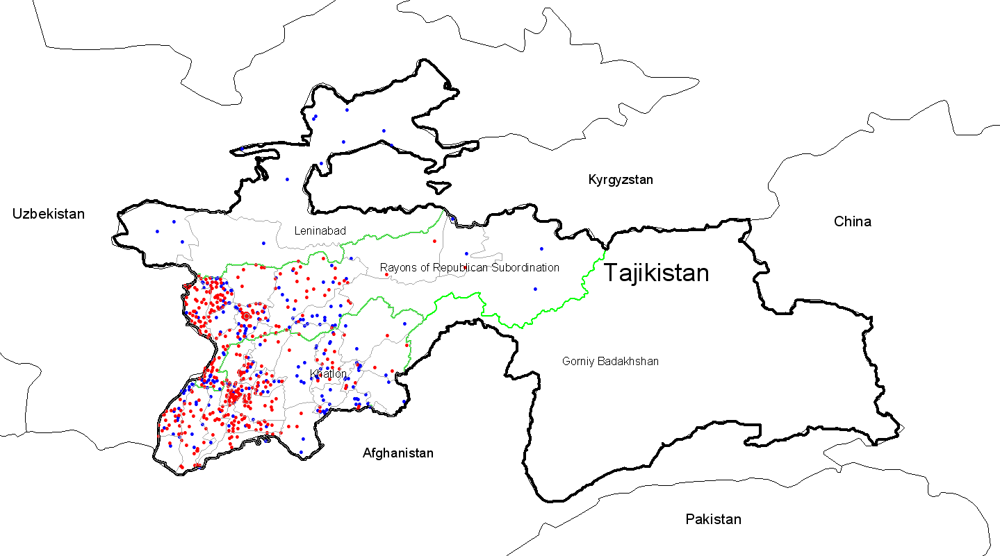 Kyrgyzstan
Uzbekistan
China
Leninabad
Rayons of Republican Subordination
Tajikistan
Gorniy Badakhshan
Khatlon
Afghanistan
Pakistan